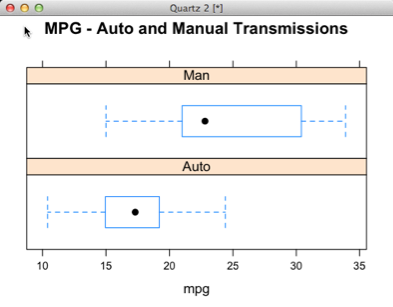 Quartz 2 [*]
MPG - Auto and Manual Transmissions
Man
Auto
10 15 20 25 30 35
mpg